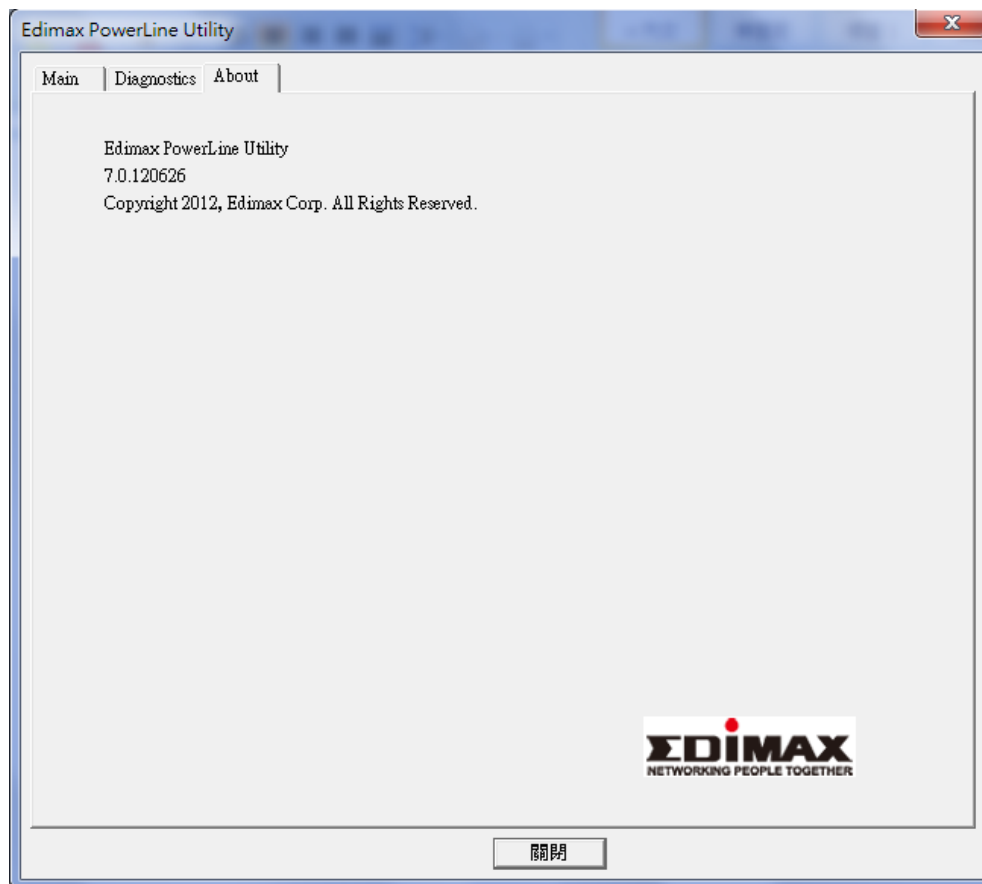 Edimax PowerLine Utility
Main
Diagnostics
About
Edimax PowerLine Utility
7.0.120626
Copyright 2012, Edimax Corp. All Rights Reserved.
EDIMAX
NETWORKING PEOPLE TOGETHER
關閉